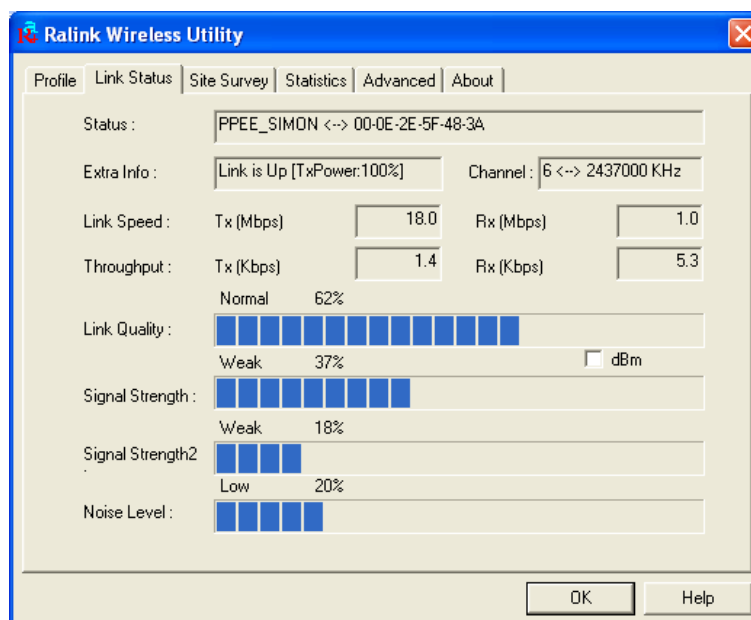 Ralink Wireless Utility
Profile Link Status Site Survey Statistics Advanced About
Status : PPEE_SIMON <--> 00-0E-2E-5F-48-3A
Extra Info : Link is Up [TxPower:100%] Channel : 6 <--> 2437000 KHz
Link Speed : Tx (Mbps) 18.0 Rx (Mbps) 1.0
Throughput : Tx (Kbps) 1.4 Rx (Kbps) 5.3
Normal 62%
Link Quality :
Weak 37% dBm
Signal Strength :
Weak 18%
Signal Strength2
:
Low 20%
Noise Level :
OK Help